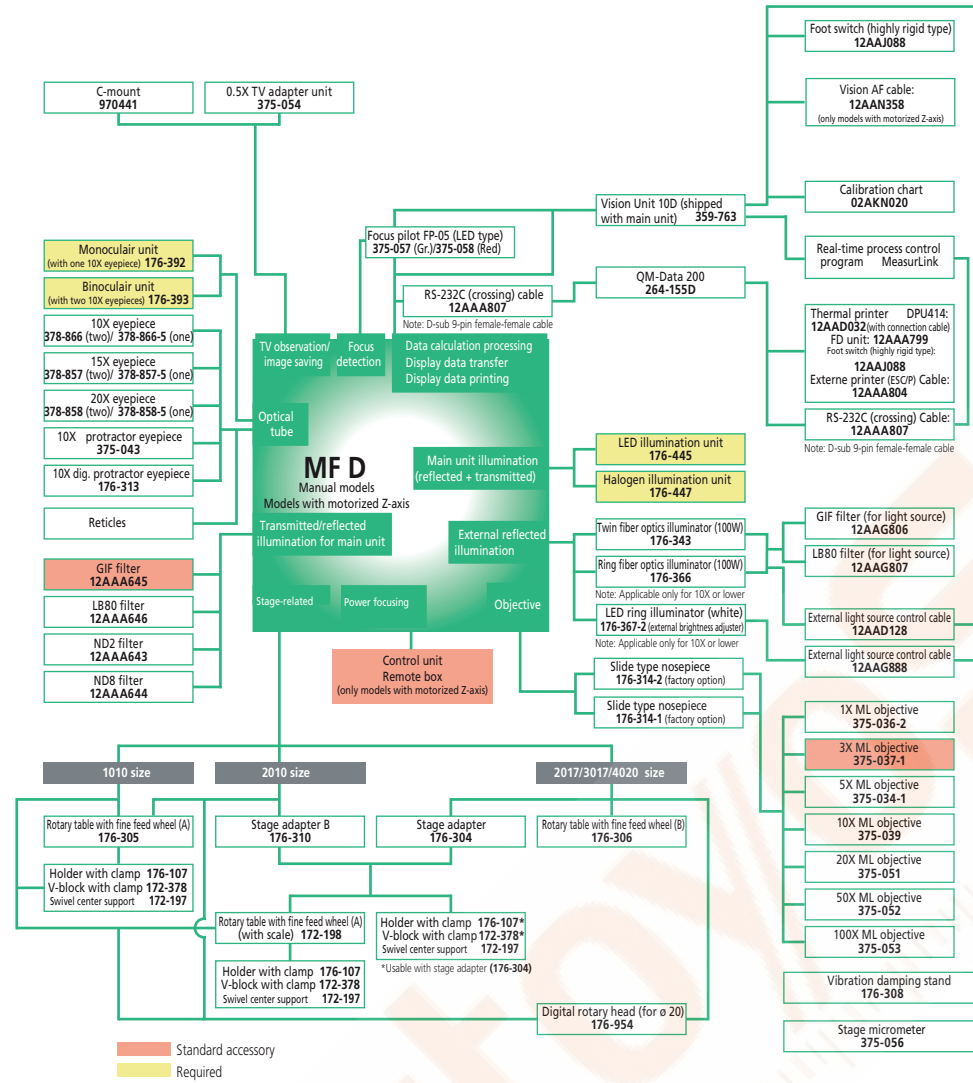 Foot switch (highly rigid type)
12AAJ088
C-mount
970441
0.5X TV adapter unit
375-054
Vision AF cable:
12AAN358
(only models with motorized Z-axis)
Vision Unit 10D (shipped
with main unit) 359-763
Calibration chart
02AKN020
Focus pilot FP-05 (LED type)
375-057 (Gr.)/375-058 (Red)
Real-time process control
program MeasurLink
Monoculair unit
(with one 10X eyepiece) 176-392
Binoculair unit
(with two 10X eyepieces) 176-393
10X eyepiece
378-866 (two)/ 378-866-5 (one)
15X eyepiece
378-857 (two)/ 378-857-5 (one)
20X eyepiece
378-858 (two)/ 378-858-5 (one)
10X protractor eyepiece
375-043
10X dig. protractor eyepiece
176-313
Reticles
GIF filter
12AAA645
LB80 filter
12AAA646
ND2 filter
12AAA643
ND8 filter
12AAA644
RS-232C (crossing) cable
12AAA807
Note: D-sub 9-pin female-female cable
QM-Data 200
264-155D
Thermal printer DPU414:
12AAD032 (with connection cable)
FD unit: 12AAA799
Foot switch (highly rigid type):
12AAJ088
Externe printer (ESC/P) Cable:
12AAA804
RS-232C (crossing) Cable:
12AAA807
Note: D-sub 9-pin female-female cable
TV observation/
image saving
Focus
detection
Data calculation processing
Display data transfer
Display data printing
Optical
tube
MF D
Manual models
Models with motorized Z-axis
Main unit illumination
(reflected + transmitted)
Transmitted/reflected
illumination for main unit
External reflected
illumination
Stage-related
Power focusing
Objective
LED illumination unit
176-445
Halogen illumination unit
176-447
Twin fiber optics illuminator (100W)
176-343
Ring fiber optics illuminator (100W)
176-366
Note: Applicable only for 10X or lower
LED ring illuminator (white)
176-367-2 (external brightness adjuster)
Note: Applicable only for 10X or lower
GIF filter (for light source)
12AAG806
LB80 filter (for light source)
12AAG807
External light source control cable
12AAD128
External light source control cable
12AAG888
Control unit
Remote box
(only models with motorized Z-axis)
Slide type nosepiece
176-314-2 (factory option)
Slide type nosepiece
176-314-1 (factory option)
1X ML objective
375-036-2
3X ML objective
375-037-1
5X ML objective
375-034-1
10X ML objective
375-039
20X ML objective
375-051
50X ML objective
375-052
100X ML objective
375-053
Vibration damping stand
176-308
Stage micrometer
375-056
1010 size
2010 size
2017/3017/4020 size
Rotary table with fine feed wheel (A)
176-305
Stage adapter B
176-310
Stage adapter
176-304
Rotary table with fine feed wheel (B)
176-306
Holder with clamp 176-107
V-block with clamp 172-378
Swivel center support 172-197
Rotary table with fine feed wheel (A)
(with scale) 172-198
Holder with clamp 176-107*
V-block with clamp 172-378*
Swivel center support 172-197
*Usable with stage adapter (176-304)
Holder with clamp 176-107
V-block with clamp 172-378
Swivel center support 172-197
Digital rotary head (for ø 20)
176-954
Standard accessory
Required